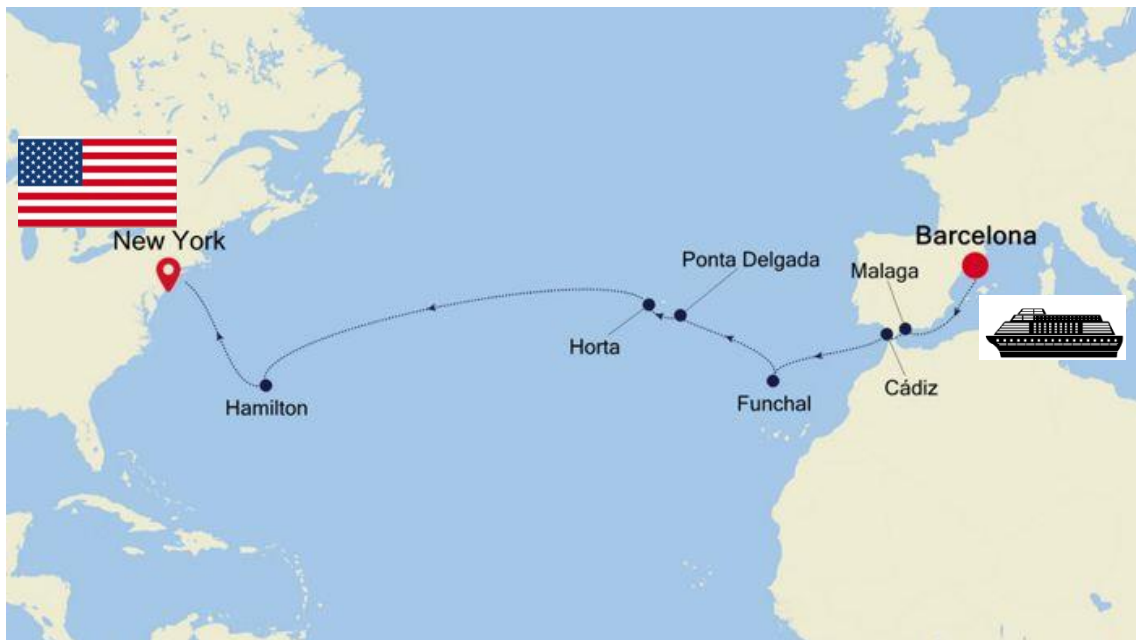 New York
Barcelona
Ponta Delgada
Malaga
Horta
Cádiz
Funchal
Hamilton